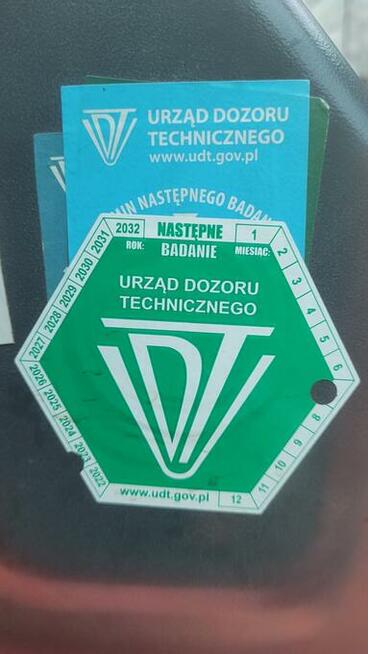 URZĄD DOZORU
TECHNICZNEGO
www.udt.gov.pl
MIN NASTĘPNEGO BADAN
2032 NASTĘPNE 1
ROK: BADANIE MIESIĄC:
2031
2030
2029
2028
2027
2026
2025
2024
2023
2022
2
3
4
5
6
8
9
10
11
12
URZĄD DOZORU
TECHNICZNEGO
UDT
www.udt.gov.pl